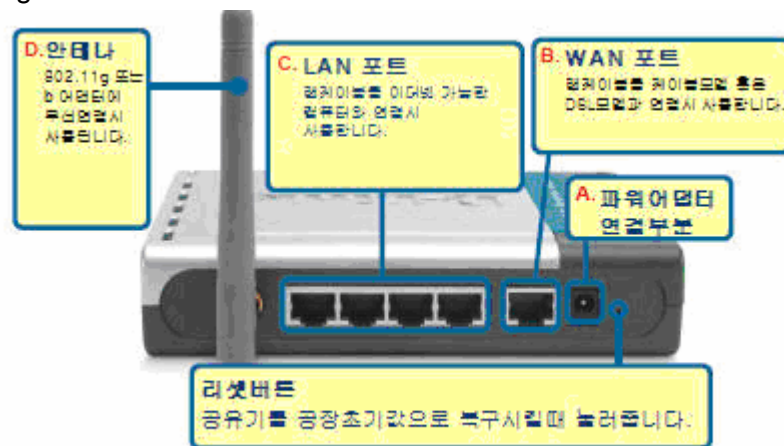 D.안테나
802.11g 또는
b 어댑터에
무선연결시
사용됩니다.
C. LAN 포트
랜케이블를 이더넷 가능한
컴퓨터와 연결시
사용합니다.
B. WAN 포트
랜케이블를 케이블모뎀 혹은
DSL모뎀과 연결시 사용합니다.
A. 파워어댑터
연결부분
리셋버튼
공유기를 공장초기값으로 복구시킬때 눌러줍니다.